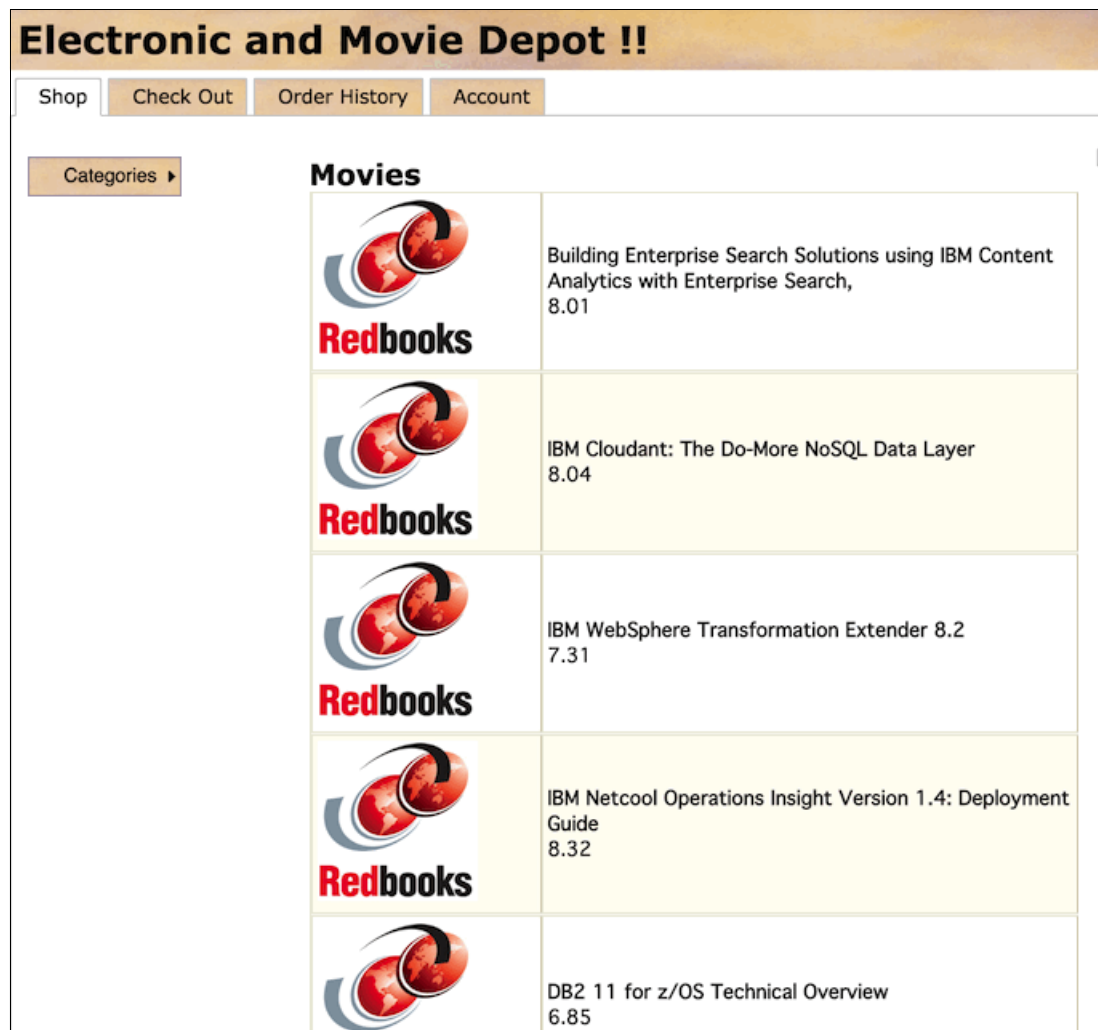 Electronic and Movie Depot !!
Shop
Check Out
Order History
Account
Categories
Movies
Redbooks
Building Enterprise Search Solutions using IBM Content
Analytics with Enterprise Search,
8.01
Redbooks
IBM Cloudant: The Do-More NoSQL Data Layer
8.04
Redbooks
IBM WebSphere Transformation Extender 8.2
7.31
Redbooks
IBM Netcool Operations Insight Version 1.4: Deployment
Guide
8.32
DB2 11 for z/OS Technical Overview
6.85